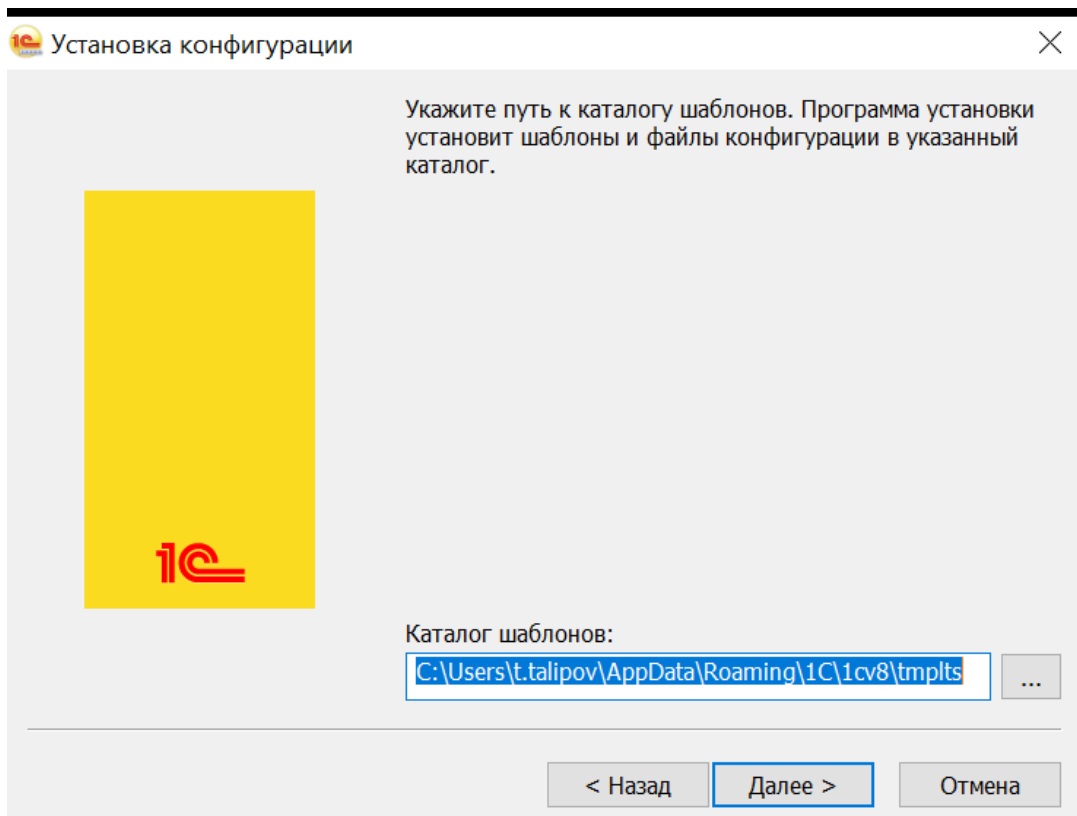 Установка конфигурации
Укажите путь к каталогу шаблонов. Программа установки
установит шаблоны и файлы конфигурации в указанный
каталог.
1С
Каталог шаблонов:
C:\Users\t.talipov\AppData\Roaming\1C\1cv8\tmplts
...
< Назад
Далее >
Отмена